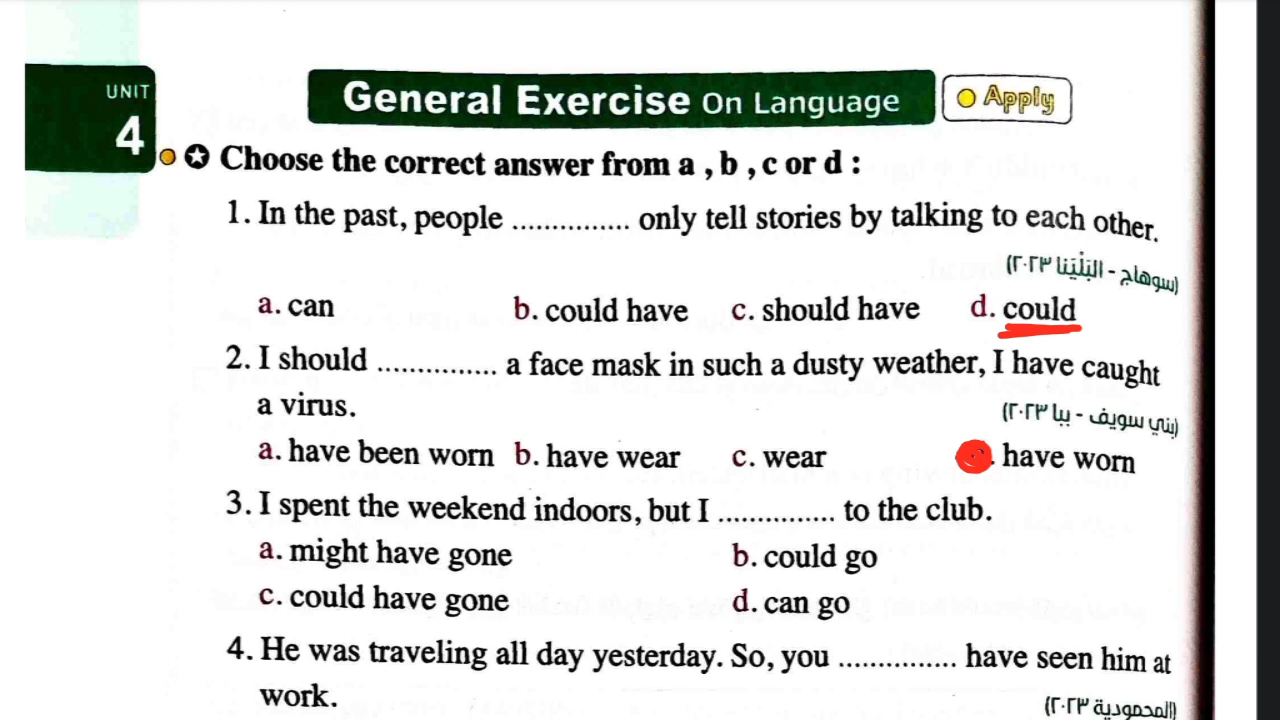 UNIT
4
General Exercise On Language
Apply
Choose the correct answer from a , b , c or d :
1. In the past, people ............... only tell stories by talking to each other.
(سوهاج - البَلْيَنا ٢٠٢٣)
a. can b. could have c. should have d. could
2. I should ............... a face mask in such a dusty weather, I have caught
a virus.
(بني سويف - ببا ٢٠٢٣)
a. have been worn b. have wear c. wear . have worn
3. I spent the weekend indoors, but I ............... to the club.
a. might have gone b. could go
c. could have gone d. can go
4. He was traveling all day yesterday. So, you ............... have seen him at
work.
(المحمودية ٢٠٢٣)